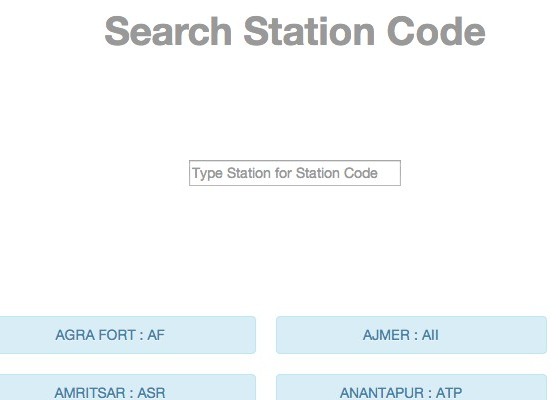 Search Station Code
Type Station for Station Code
AGRA FORT : AF
AJMER : AII
AMRITSAR : ASR
ANANTAPUR : ATP